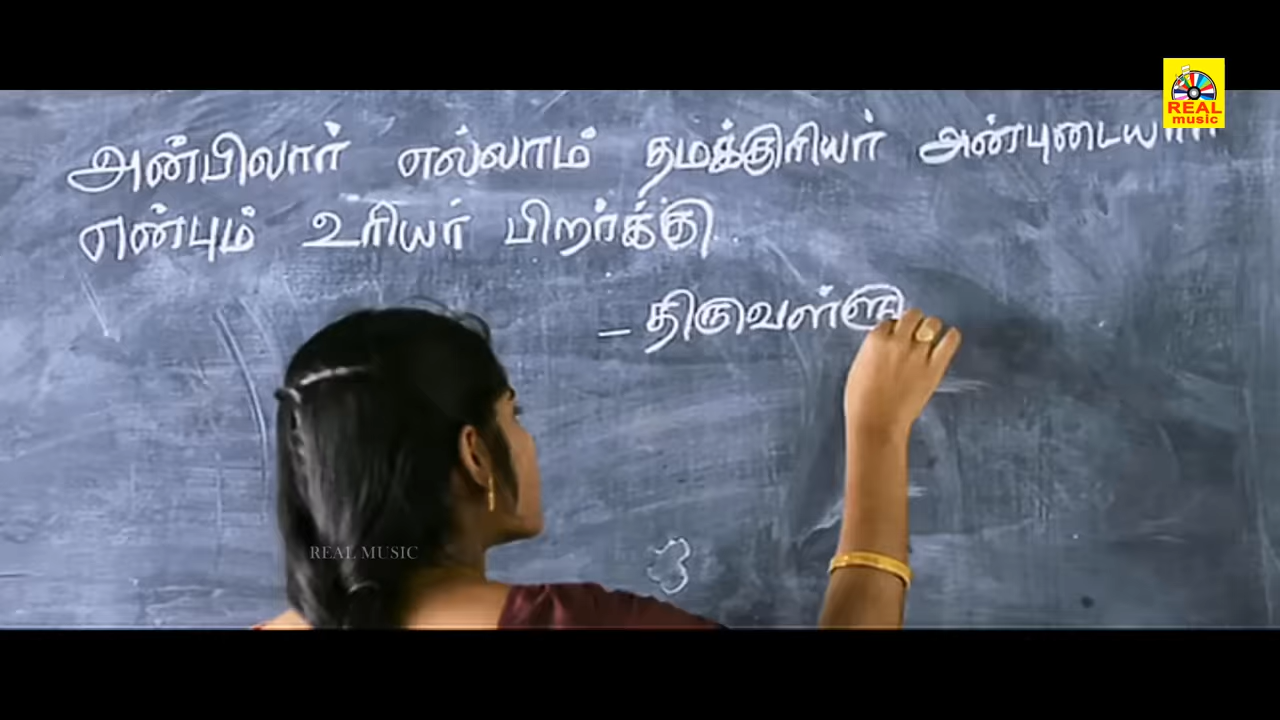 REAL
music
அன்பிலார் எல்லாம் தமக்குரியர் அன்புடையார்
என்பும் உரியர் பிறர்க்கு..
_ திருவள்ளு
REAL MUSIC